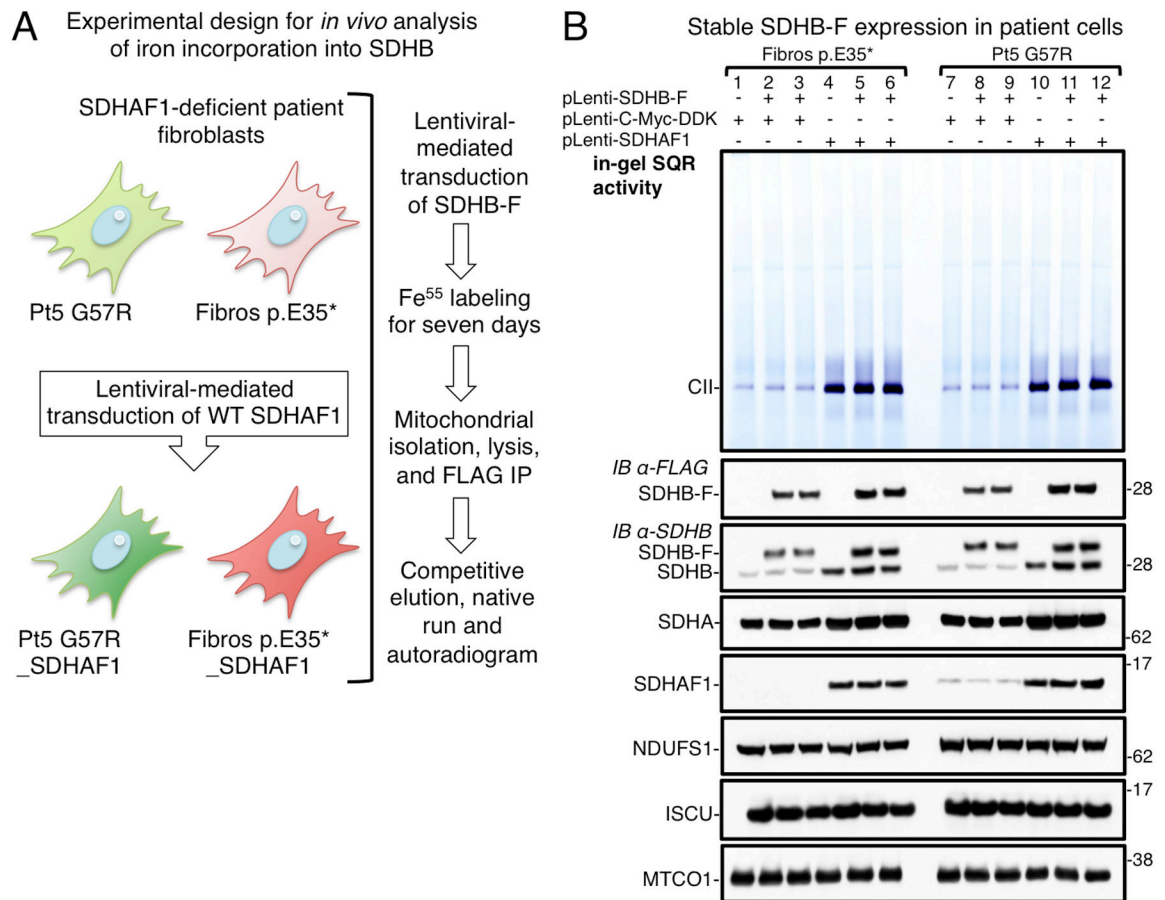 A
Experimental design for in vivo analysis
of iron incorporation into SDHB
SDHAF1-deficient patient
fibroblasts
Pt5 G57R
Fibros p.E35*
Lentiviral-mediated
transduction of WT SDHAF1
Pt5 G57R
_SDHAF1
Fibros p.E35*
_SDHAF1
Lentiviral-
mediated
transduction
of SDHB-F
Fe55 labeling
for seven days
Mitochondrial
isolation, lysis,
and FLAG IP
Competitive
elution, native
run and
autoradiogram
B
Stable SDHB-F expression in patient cells
Fibros p.E35* Pt5 G57R
1 2 3 4 5 6 7 8 9 10 11 12
pLenti-SDHB-F - + + - + + - + + - + +
pLenti-C-Myc-DDK + + + - - - + + + - - -
pLenti-SDHAF1 - - - + + + - - - + + +
in-gel SQR
activity
CII-
IB α-FLAG
SDHB-F- -28
IB α-SDHB
SDHB-F-
SDHB- -28
SDHA- -62
-17
SDHAF1-
NDUFS1- -62
-17
ISCU-
-38
MTCO1-